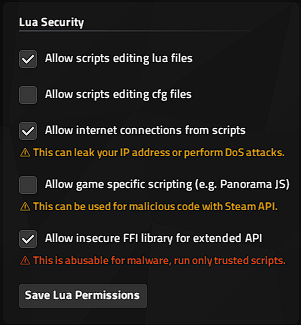 Lua Security
Allow scripts editing lua files
Allow scripts editing cfg files
Allow internet connections from scripts
⚠ This can leak your IP address or perform DoS attacks.
Allow game specific scripting (e.g. Panorama JS)
⚠ This can be used for malicious code with Steam API.
Allow insecure FFI library for extended API
⚠ This is abusable for malware, run only trusted scripts.
Save Lua Permissions